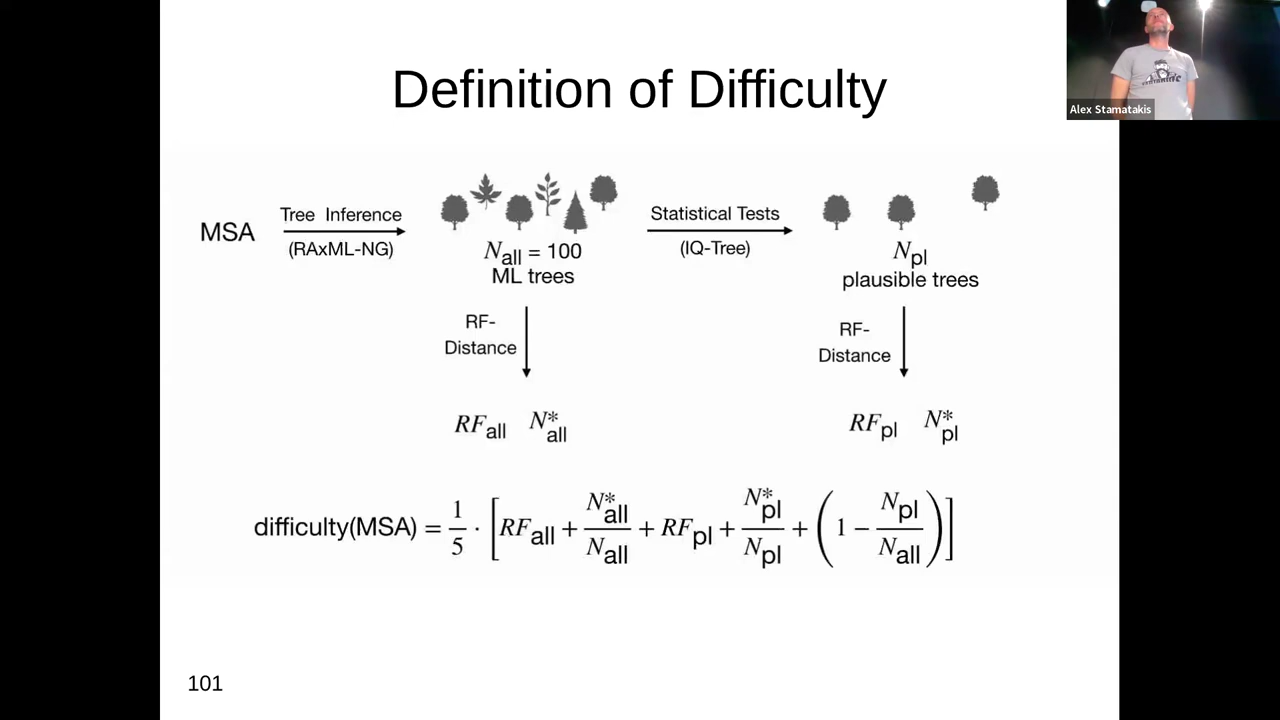 Definition of Difficulty
Alex Stamatakis
MSA
Tree Inference
(RAxML-NG)
N_all = 100
ML trees
Statistical Tests
(IQ-Tree)
N_pl
plausible trees
RF-
Distance
RF-
Distance
RF_all N*_all
RF_pl N*_pl
difficulty(MSA) = 1/5 · [RF_all + N*_all/N_all + RF_pl + N*_pl/N_pl + (1 − N_pl/N_all)]
101